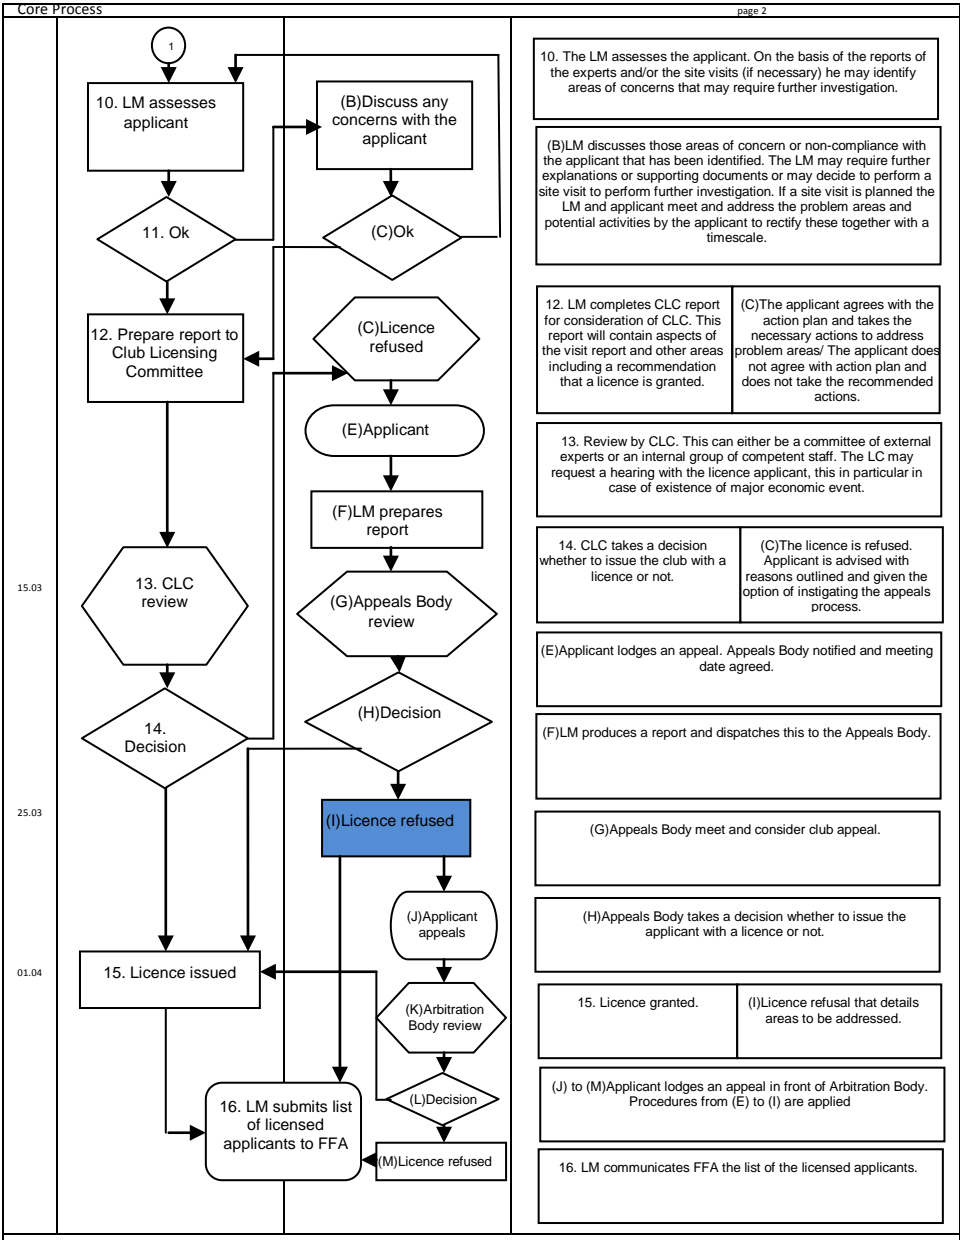 Core Process
page 2
1
10. LM assesses
applicant
(B)Discuss any
concerns with the
applicant
11. Ok
(C)Ok
12. Prepare report to
Club Licensing
Committee
(C)Licence
refused
(E)Applicant
(F)LM prepares
report
13. CLC
review
15.03
(G)Appeals Body
review
14.
Decision
(H)Decision
25.03
(I)Licence refused
(J)Applicant
appeals
01.04
15. Licence issued
(K)Arbitration
Body review
(L)Decision
16. LM submits list
of licensed
applicants to FFA
(M)Licence refused
10. The LM assesses the applicant. On the basis of the reports of
the experts and/or the site visits (if necessary) he may identify
areas of concerns that may require further investigation.
(B)LM discusses those areas of concern or non-compliance with
the applicant that has been identified. The LM may require further
explanations or supporting documents or may decide to perform a
site visit to perform further investigation. If a site visit is planned the
LM and applicant meet and address the problem areas and
potential activities by the applicant to rectify these together with a
timescale.
12. LM completes CLC report
for consideration of CLC. This
report will contain aspects of
the visit report and other areas
including a recommendation
that a licence is granted.
(C)The applicant agrees with the
action plan and takes the
necessary actions to address
problem areas/ The applicant does
not agree with action plan and
does not take the recommended
actions.
13. Review by CLC. This can either be a committee of external
experts or an internal group of competent staff. The LC may
request a hearing with the licence applicant, this in particular in
case of existence of major economic event.
14. CLC takes a decision
whether to issue the club with a
licence or not.
(C)The licence is refused.
Applicant is advised with
reasons outlined and given the
option of instigating the appeals
process.
(E)Applicant lodges an appeal. Appeals Body notified and meeting
date agreed.
(F)LM produces a report and dispatches this to the Appeals Body.
(G)Appeals Body meet and consider club appeal.
(H)Appeals Body takes a decision whether to issue the
applicant with a licence or not.
15. Licence granted.
(I)Licence refusal that details
areas to be addressed.
(J) to (M)Applicant lodges an appeal in front of Arbitration Body.
Procedures from (E) to (I) are applied
16. LM communicates FFA the list of the licensed applicants.